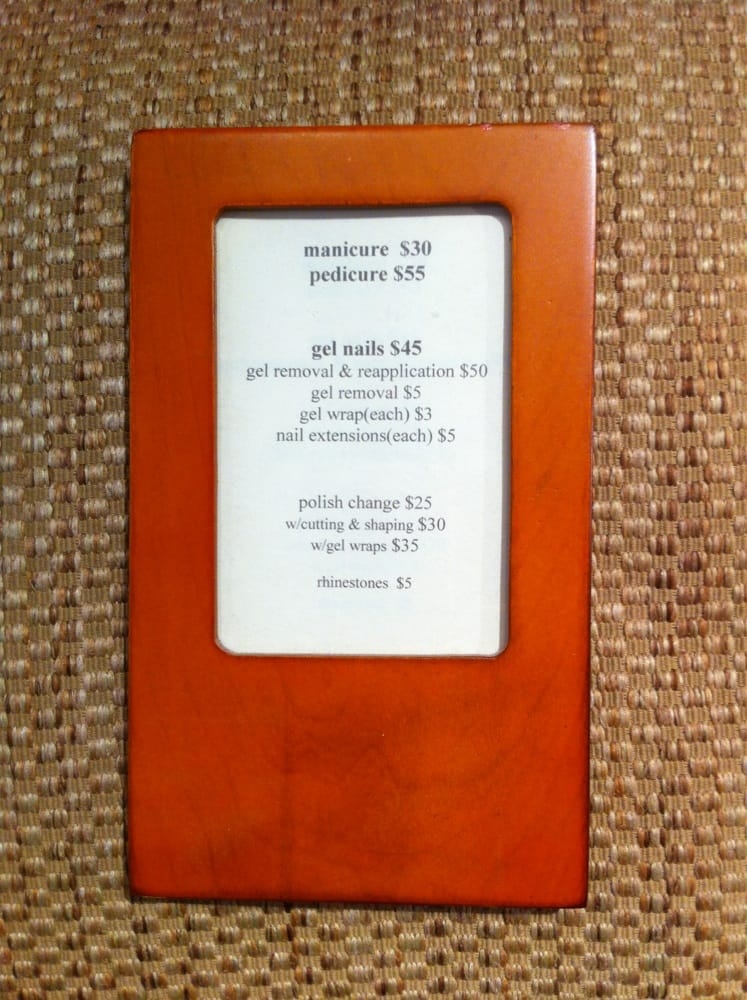 manicure  $30
pedicure $55
gel nails $45
gel removal & reapplication $50
gel removal $5
gel wrap(each) $3
nail extensions(each) $5
polish change $25
w/cutting & shaping $30
w/gel wraps $35
rhinestones  $5